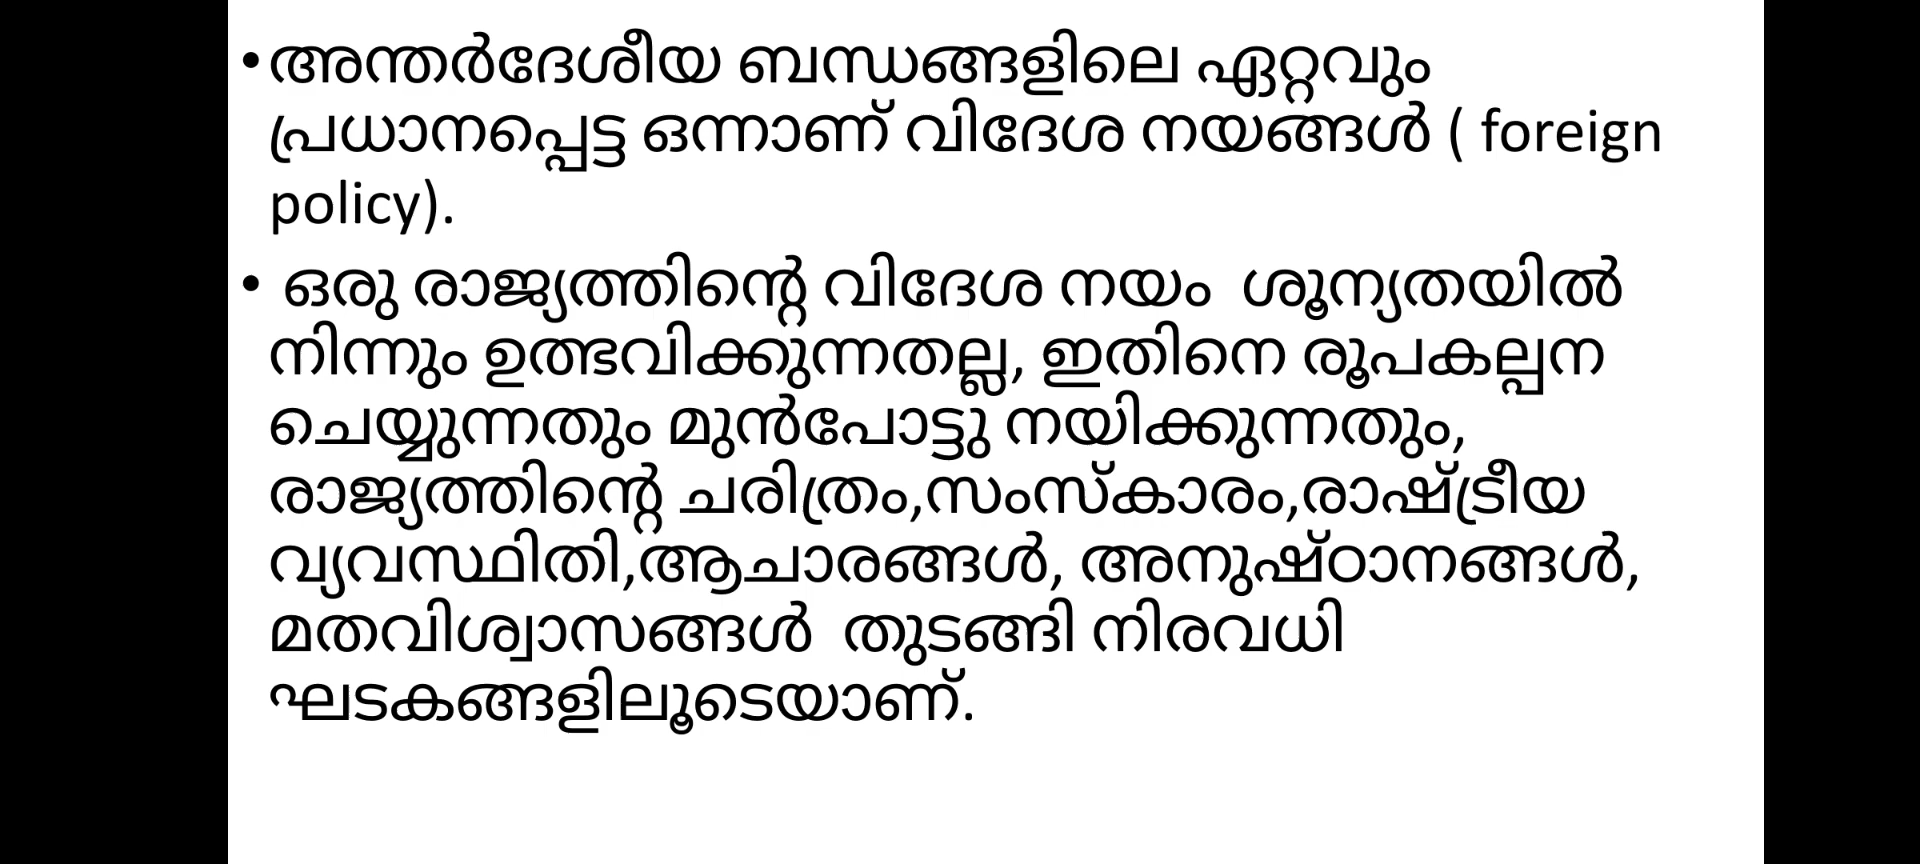 • അന്തർദേശീയ ബന്ധങ്ങളിലെ ഏറ്റവും
പ്രധാനപ്പെട്ട ഒന്നാണ് വിദേശ നയങ്ങൾ ( foreign
policy).
• ഒരു രാജ്യത്തിന്റെ വിദേശ നയം ശൂന്യതയിൽ
നിന്നും ഉത്ഭവിക്കുന്നതല്ല, ഇതിനെ രൂപകല്പന
ചെയ്യുന്നതും മുൻപോട്ടു നയിക്കുന്നതും,
രാജ്യത്തിന്റെ ചരിത്രം,സംസ്കാരം,രാഷ്ട്രീയ
വ്യവസ്ഥിതി,ആചാരങ്ങൾ, അനുഷ്ഠാനങ്ങൾ,
മതവിശ്വാസങ്ങൾ തുടങ്ങി നിരവധി
ഘടകങ്ങളിലൂടെയാണ്.